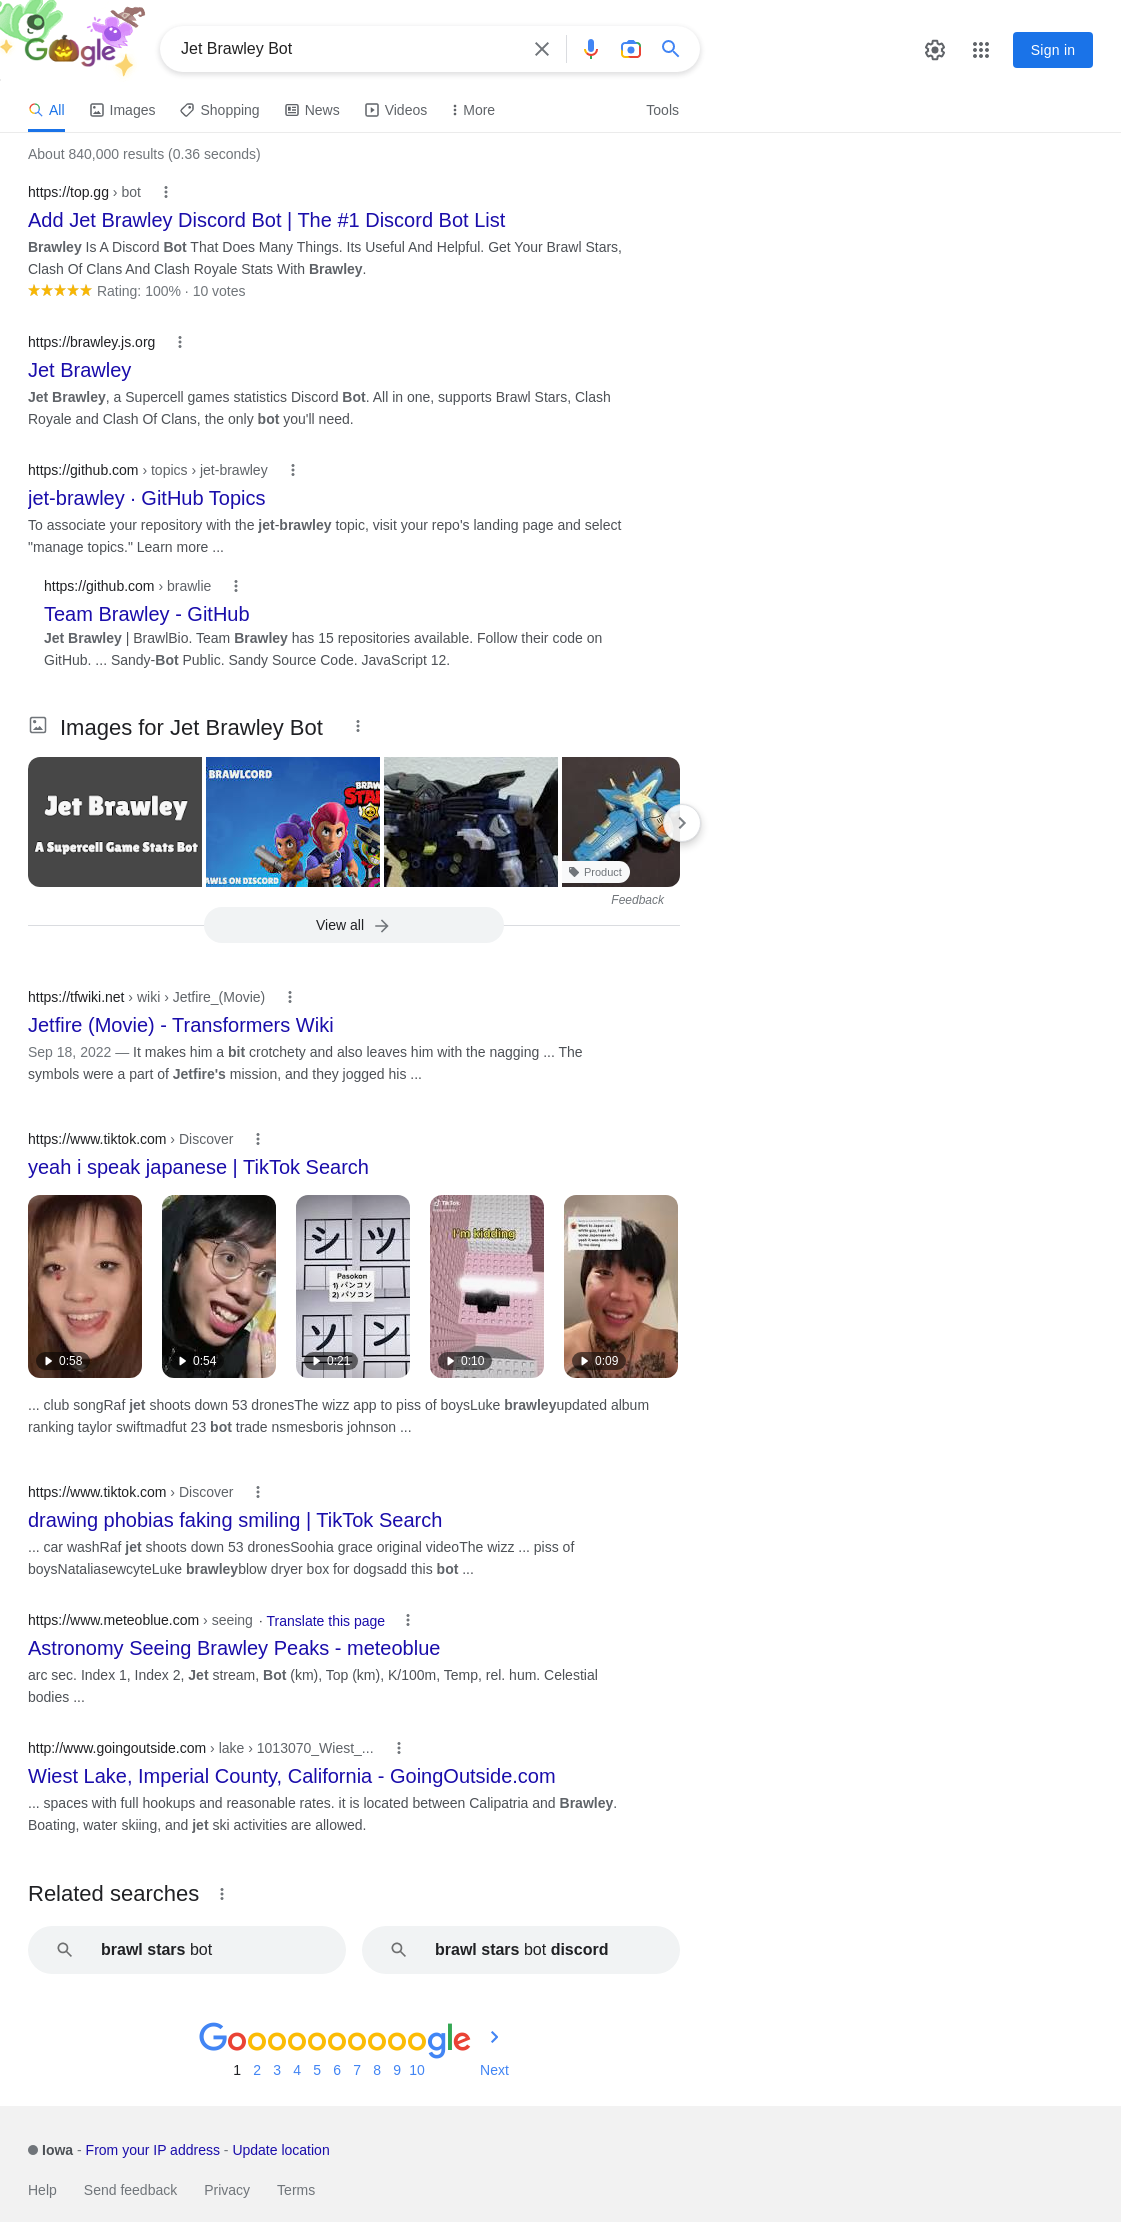 Google
Jet Brawley Bot
Sign in
All
Images
Shopping
News
Videos
More
Tools
About 840,000 results (0.36 seconds)
https://top.gg › bot
Add Jet Brawley Discord Bot | The #1 Discord Bot List
Brawley Is A Discord Bot That Does Many Things. Its Useful And Helpful. Get Your Brawl Stars,
Clash Of Clans And Clash Royale Stats With Brawley.
Rating: 100% · 10 votes
https://brawley.js.org
Jet Brawley
Jet Brawley, a Supercell games statistics Discord Bot. All in one, supports Brawl Stars, Clash
Royale and Clash Of Clans, the only bot you'll need.
https://github.com › topics › jet-brawley
jet-brawley · GitHub Topics
To associate your repository with the jet-brawley topic, visit your repo's landing page and select
"manage topics." Learn more ...
https://github.com › brawlie
Team Brawley - GitHub
Jet Brawley | BrawlBio. Team Brawley has 15 repositories available. Follow their code on
GitHub. ... Sandy-Bot Public. Sandy Source Code. JavaScript 12.
Images for Jet Brawley Bot
Jet Brawley
A Supercell Game Stats Bot
BRAWLCORD
BRAW
STA
AWLS ON DISCORD
Product
Feedback
View all
https://tfwiki.net › wiki › Jetfire_(Movie)
Jetfire (Movie) - Transformers Wiki
Sep 18, 2022 — It makes him a bit crotchety and also leaves him with the nagging ... The
symbols were a part of Jetfire's mission, and they jogged his ...
https://www.tiktok.com › Discover
yeah i speak japanese | TikTok Search
0:58
0:54
シ ツ
Pasokon
1) パンコソ
2) パソコン
ソ ン
0:21
TikTok
I'm kidding
0:10
0:09
... club songRaf jet shoots down 53 dronesThe wizz app to piss of boysLuke brawleyupdated album
ranking taylor swiftmadfut 23 bot trade nsmesboris johnson ...
https://www.tiktok.com › Discover
drawing phobias faking smiling | TikTok Search
... car washRaf jet shoots down 53 dronesSoohia grace original videoThe wizz ... piss of
boysNataliasewcyteLuke brawleyblow dryer box for dogsadd this bot ...
https://www.meteoblue.com › seeing · Translate this page
Astronomy Seeing Brawley Peaks - meteoblue
arc sec. Index 1, Index 2, Jet stream, Bot (km), Top (km), K/100m, Temp, rel. hum. Celestial
bodies ...
http://www.goingoutside.com › lake › 1013070_Wiest_...
Wiest Lake, Imperial County, California - GoingOutside.com
... spaces with full hookups and reasonable rates. it is located between Calipatria and Brawley.
Boating, water skiing, and jet ski activities are allowed.
Related searches
brawl stars bot
brawl stars bot discord
Goooooooooogle
1 2 3 4 5 6 7 8 9 10 Next
Iowa - From your IP address - Update location
Help
Send feedback
Privacy
Terms